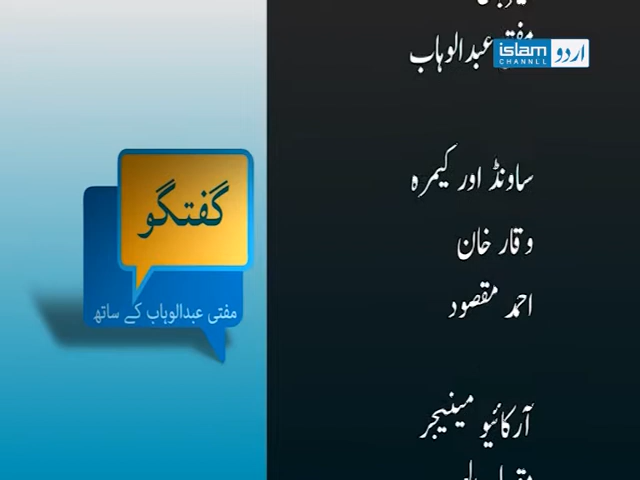 مفتی عبدالوہاب
islam
CHANNEL
اردو
ساونڈ اور کیمرہ
وقار خان
احمد مقصود
آرکائیو مینیجر
گفتگو
مفتی عبدالوہاب کے ساتھ